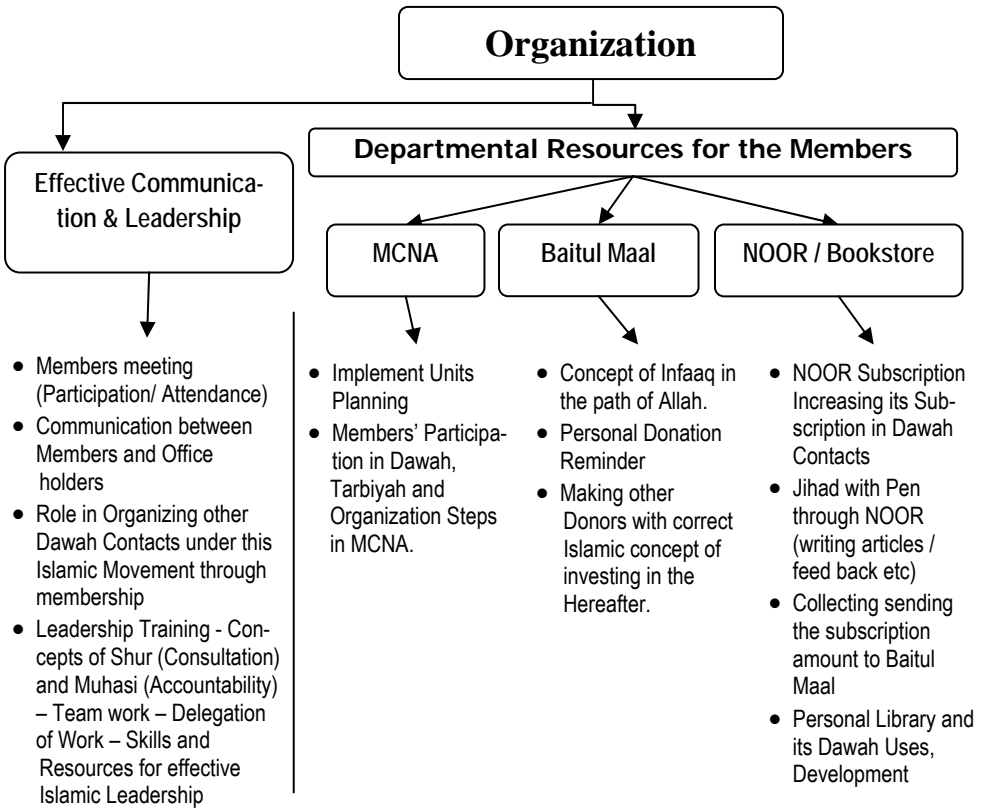 Organization
Effective Communica-
tion & Leadership
Departmental Resources for the Members
MCNA
Baitul Maal
NOOR / Bookstore
• Members meeting
(Participation/ Attendance)
• Communication between
Members and Office
holders
• Role in Organizing other
Dawah Contacts under this
Islamic Movement through
membership
• Leadership Training - Con-
cepts of Shur (Consultation)
and Muhasi (Accountability)
– Team work – Delegation
of Work – Skills and
Resources for effective
Islamic Leadership
• Implement Units
Planning
• Members’ Participa-
tion in Dawah,
Tarbiyah and
Organization Steps
in MCNA.
• Concept of Infaaq in
the path of Allah.
• Personal Donation
Reminder
• Making other
Donors with correct
Islamic concept of
investing in the
Hereafter.
• NOOR Subscription
Increasing its Sub-
scription in Dawah
Contacts
• Jihad with Pen
through NOOR
(writing articles /
feed back etc)
• Collecting sending
the subscription
amount to Baitul
Maal
• Personal Library and
its Dawah Uses,
Development